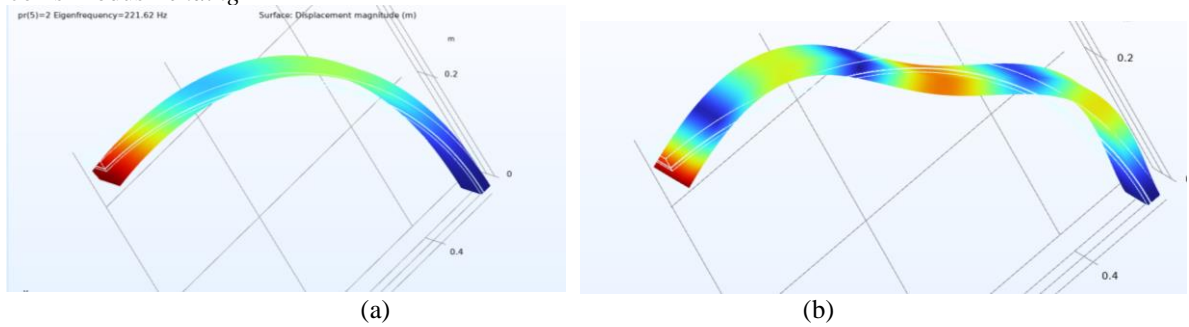 pr(5)=2 Eigenfrequency=221.62 Hz Surface: Displacement magnitude (m)
m
0.2
0
0.4
0.2
0.4
(a) (b)